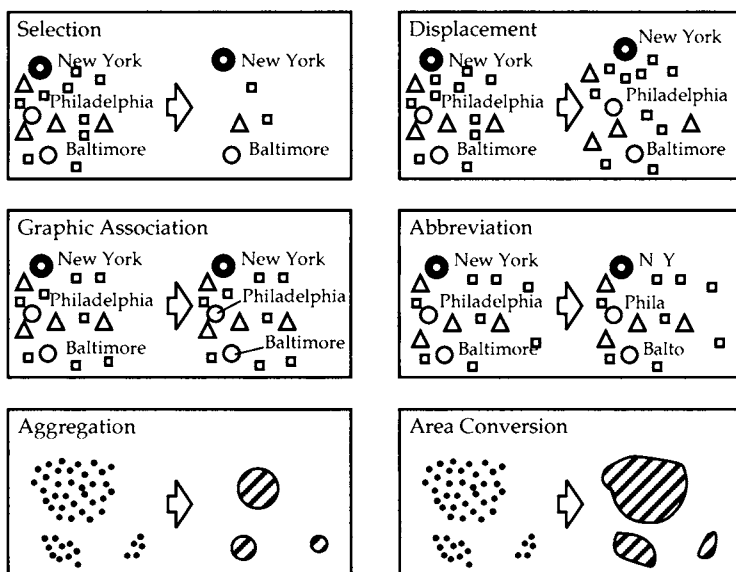 Selection
New York
New York
Philadelphia
Baltimore
Baltimore
Displacement
New York
New York
Philadelphia
Philadelphia
Baltimore
Baltimore
Graphic Association
New York
New York
Philadelphia
Philadelphia
Baltimore
Baltimore
Abbreviation
New York
N Y
Philadelphia
Phila
Baltimore
Balto
Aggregation
Area Conversion